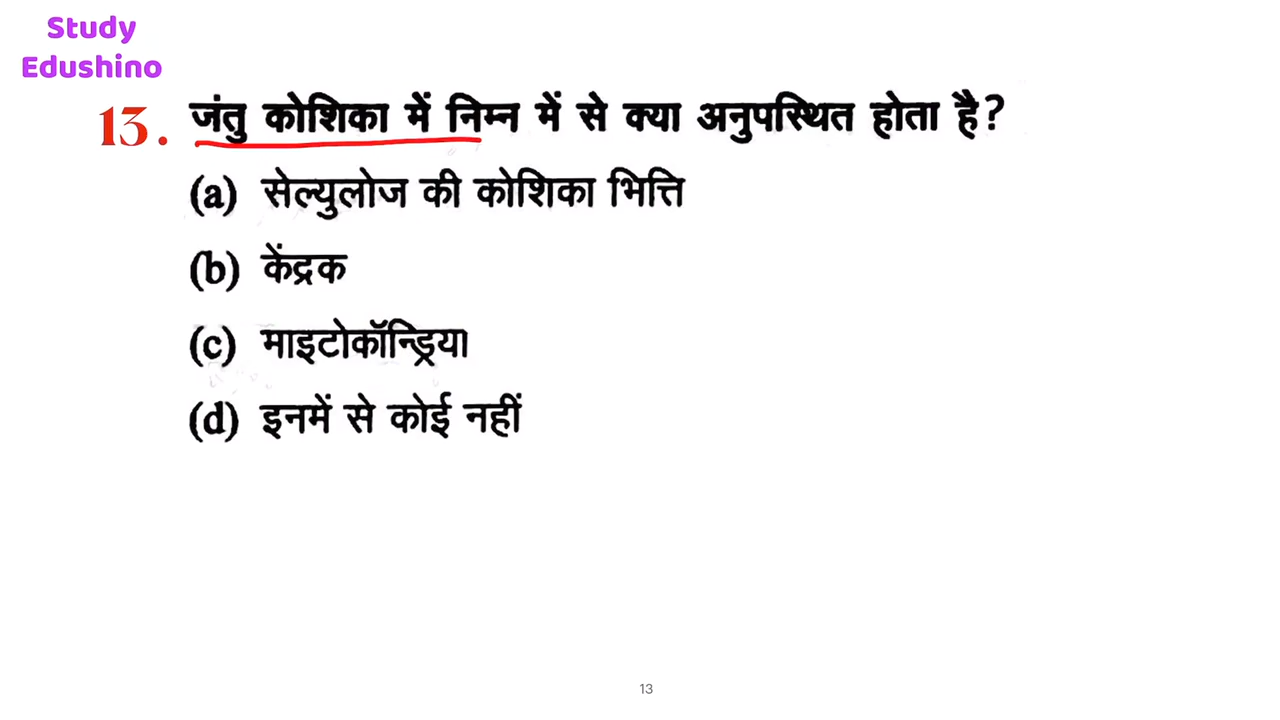 Study
Edushino
13. जंतु कोशिका में निम्न में से क्या अनुपस्थित होता है?
(a) सेल्युलोज की कोशिका भित्ति
(b) केंद्रक
(c) माइटोकॉन्ड्रिया
(d) इनमें से कोई नहीं
13